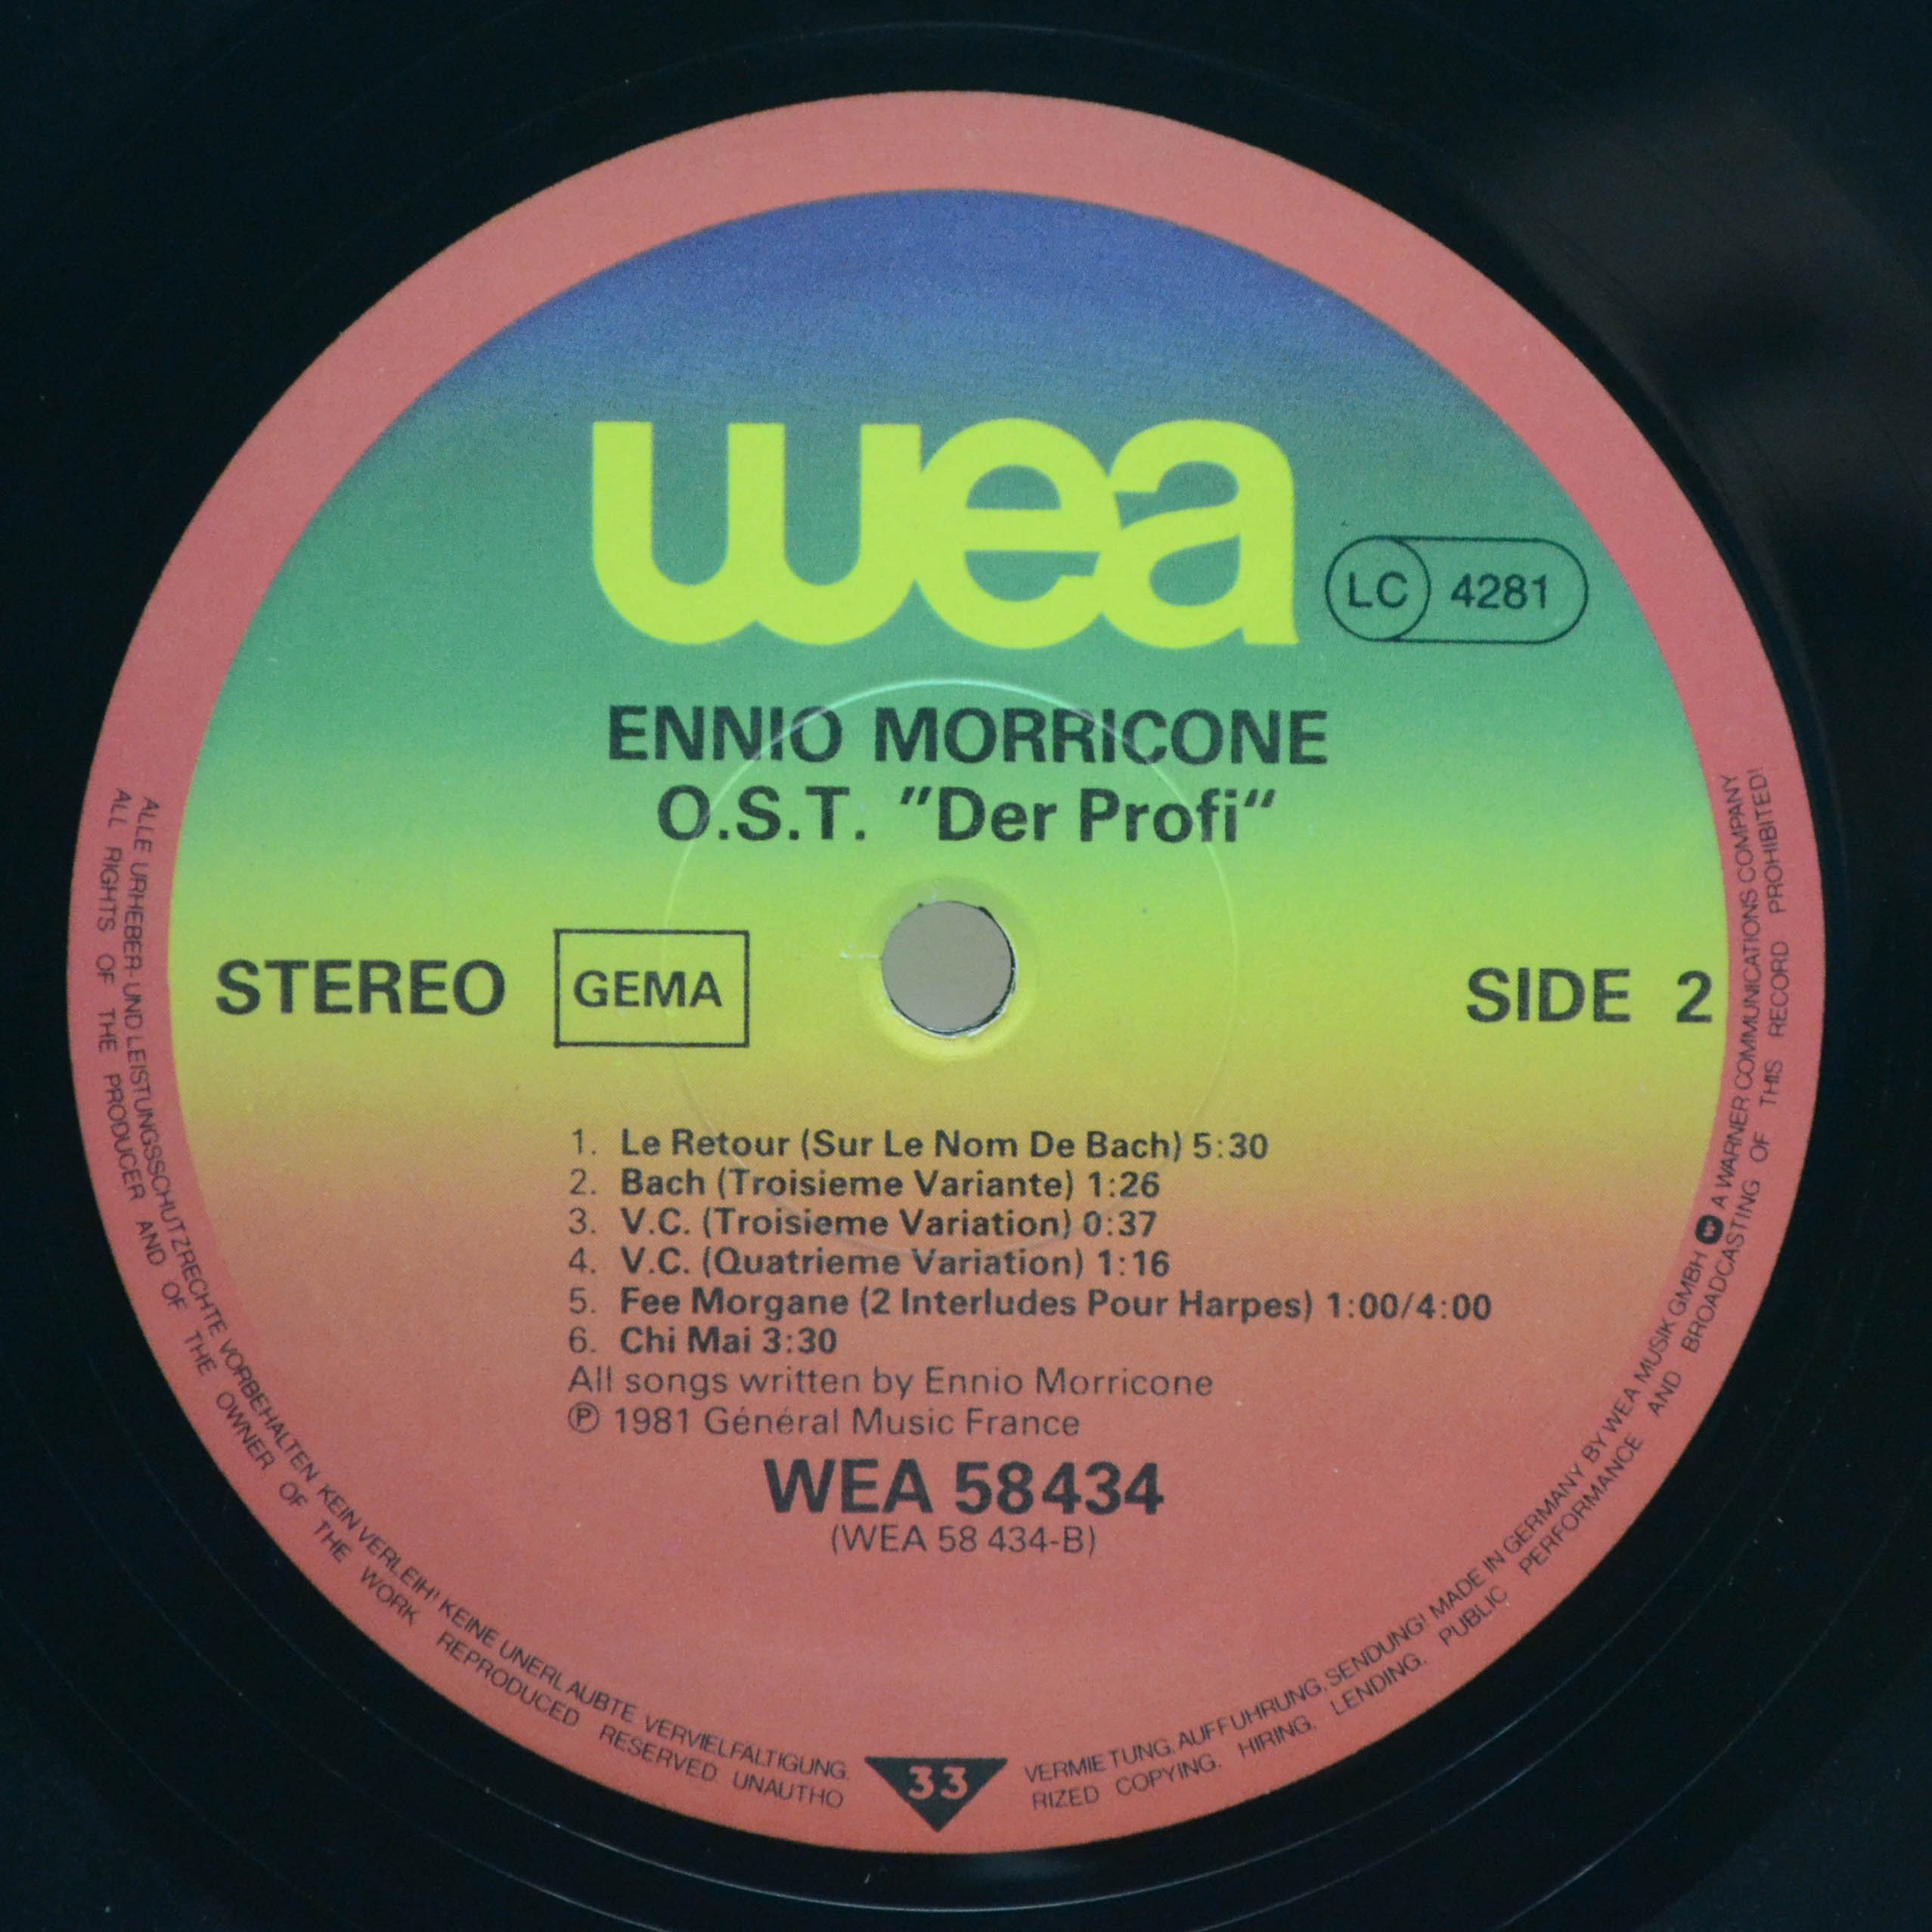 wea
LC 4281
ENNIO MORRICONE
O.S.T. ”Der Profi“
STEREO GEMA SIDE 2
1. Le Retour (Sur Le Nom De Bach) 5:30
2. Bach (Troisieme Variante) 1:26
3. V.C. (Troisieme Variation) 0:37
4. V.C. (Quatrieme Variation) 1:16
5. Fee Morgane (2 Interludes Pour Harpes) 1:00/4:00
6. Chi Mai 3:30
All songs written by Ennio Morricone
Ⓟ 1981 Général Music France
WEA 58434
(WEA 58 434-B)
ALLE URHEBER- UND LEISTUNGSSCHUTZRECHTE VORBEHALTEN KEIN VERLEIH! KEINE UNERLAUBTE VERVIELFÄLTIGUNG, VERMIETUNG, AUFFÜHRUNG, SENDUNG! MADE IN GERMANY BY WEA MUSIK GMBH A WARNER COMMUNICATIONS COMPANY
ALL RIGHTS OF THE PRODUCER AND OF THE OWNER OF THE WORK REPRODUCED RESERVED UNAUTHO RIZED COPYING, HIRING, LENDING, PUBLIC PERFORMANCE AND BROADCASTING OF THIS RECORD PROHIBITED!
33